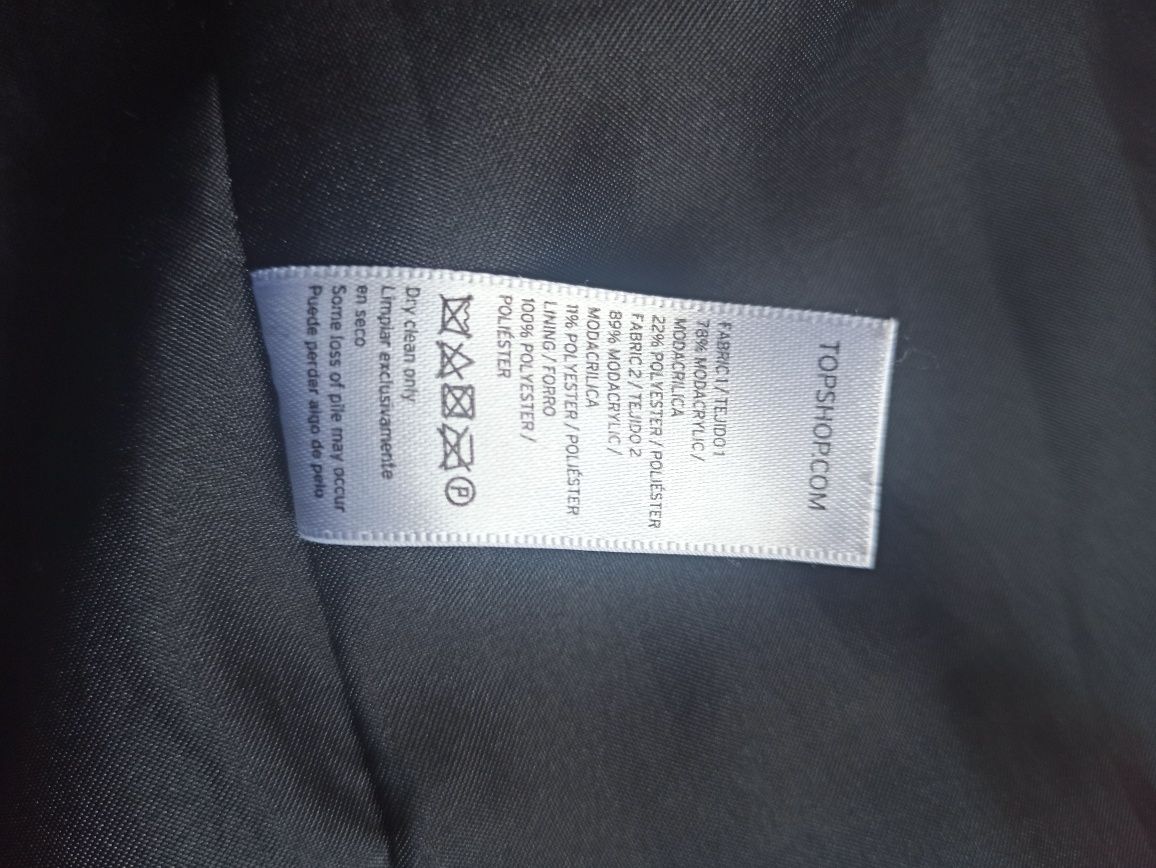 TOPSHOP.COM
FABRIC 1 / TEJIDO 1
78% MODACRYLIC /
MODACRILICA
22% POLYESTER / POLIÉSTER
FABRIC 2 / TEJIDO 2
89% MODACRYLIC /
MODACRILICA
11% POLYESTER / POLIÉSTER
LINING / FORRO
100% POLYESTER /
POLIÉSTER
P
Dry clean only
Limpiar exclusivamente
en seco
Some loss of pile may occur
Puede perder algo de pelo